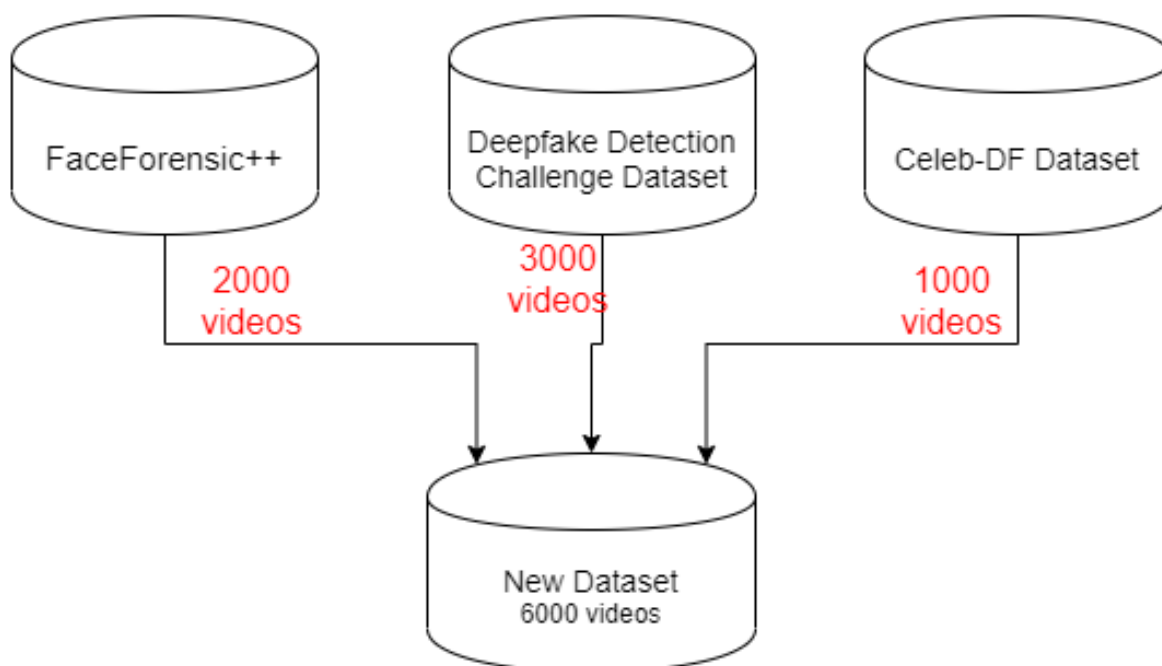 FaceForensic++
Deepfake Detection
Challenge Dataset
Celeb-DF Dataset
2000
videos
3000
videos
1000
videos
New Dataset
6000 videos